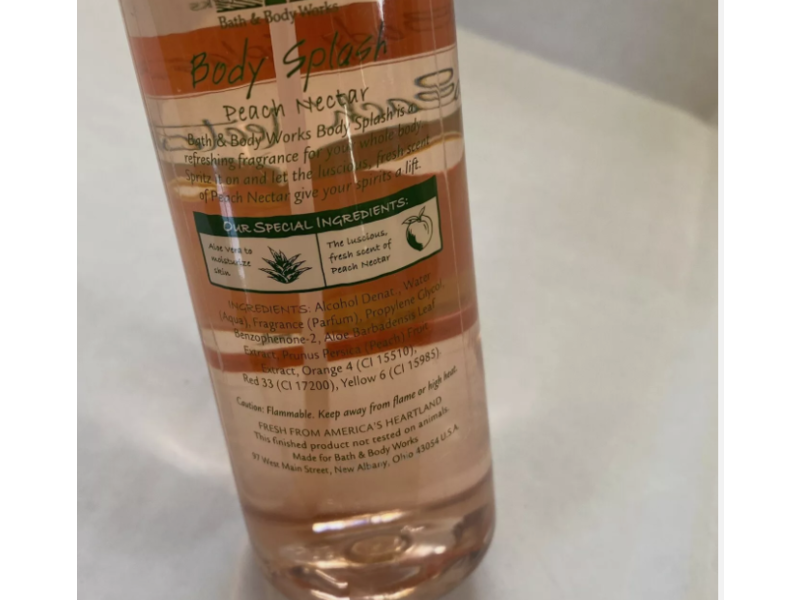 Bath & Body Works
Body Splash
Peach Nectar
Bath & Body Works Body Splash is a
refreshing fragrance for your whole body.
Spritz it on and let the luscious, fresh scent
of Peach Nectar give your spirits a lift.
OUR SPECIAL INGREDIENTS:
Aloe vera to
moisturize
skin
The luscious,
fresh scent of
Peach Nectar
INGREDIENTS: Alcohol Denat., Water
(Aqua), Fragrance (Parfum), Propylene Glycol,
Benzophenone-2, Aloe Barbadensis Leaf
Extract, Prunus Persica (Peach) Fruit
Extract, Orange 4 (CI 15510),
Red 33 (CI 17200), Yellow 6 (CI 15985).
Caution: Flammable. Keep away from flame or high heat.
FRESH FROM AMERICA'S HEARTLAND
This finished product not tested on animals.
Made for Bath & Body Works
97 West Main Street, New Albany, Ohio 43054 U.S.A.